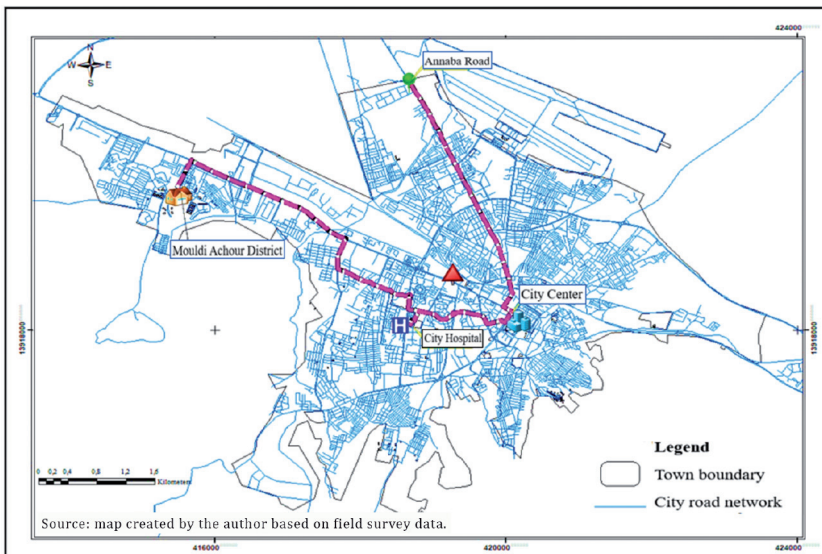 424000
N
W E
S
Annaba Road
Mouldi Achour District
City Center
H
City Hospital
13918000
13918000
Legend
Town boundary
City road network
0 0,2 0,4 0,8 1,2 1,6
Kilometers
Source: map created by the author based on field survey data.
416000
420000
424000